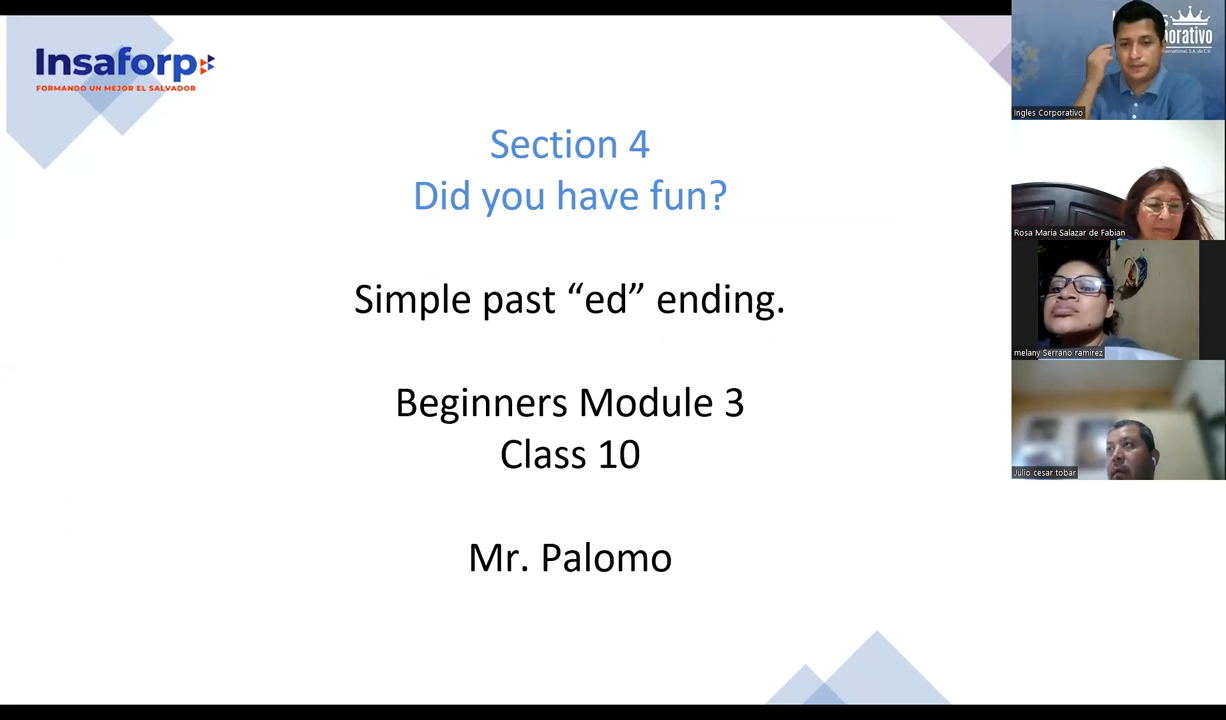 Insaforp
FORMANDO UN MEJOR EL SALVADOR
Section 4
Did you have fun?
Simple past “ed” ending.
Beginners Module 3
Class 10
Mr. Palomo
Ingles Corporativo
Rosa Maria Salazar de Fabian
melany Serrano ramirez
Julio cesar tobar